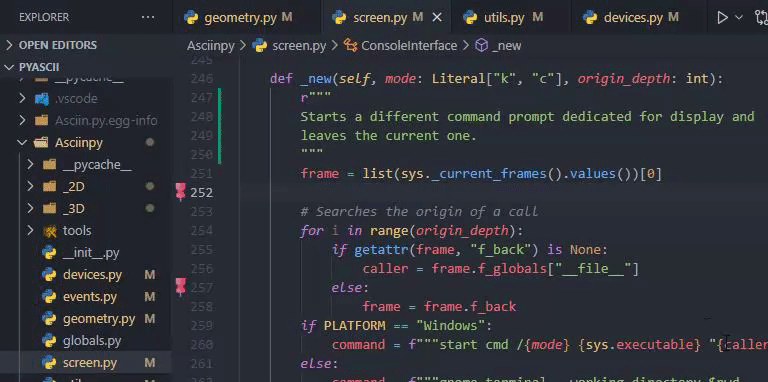 EXPLORER ...
geometry.py M
screen.py M ×
utils.py M
devices.py M
OPEN EDITORS
Asciinpy > screen.py > ConsoleInterface > _new
PYASCII
__pycache__
.vscode
Asciin.py.egg-info
Asciinpy
__pycache__
_2D
_3D
tools
__init__.py
devices.py M
events.py M
geometry.py M
globals.py
screen.py M
245
246 def _new(self, mode: Literal["k", "c"], origin_depth: int):
247 r"""
248 Starts a different command prompt dedicated for display and
249 leaves the current one.
250 """
251 frame = list(sys._current_frames().values())[0]
252
253 # Searches the origin of a call
254 for i in range(origin_depth):
255 if getattr(frame, "f_back") is None:
256 caller = frame.f_globals["__file__"]
257 else:
258 frame = frame.f_back
259 if PLATFORM == "Windows":
260 command = f"""start cmd /{mode} {sys.executable} "{caller
261 else: